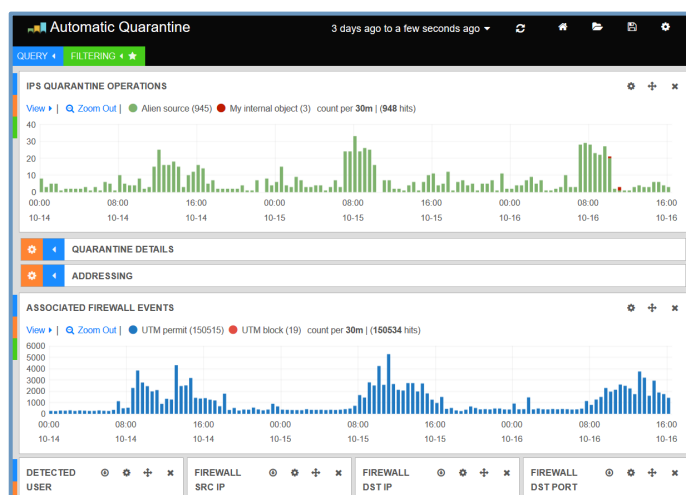 Automatic Quarantine
3 days ago to a few seconds ago
QUERY
FILTERING
IPS QUARANTINE OPERATIONS
View | Zoom Out | Alien source (945) My internal object (3) count per 30m | (948 hits)
40
30
20
10
0
00:00 08:00 16:00 00:00 08:00 16:00 00:00 08:00 16:00
10-14 10-14 10-14 10-15 10-15 10-15 10-16 10-16 10-16
QUARANTINE DETAILS
ADDRESSING
ASSOCIATED FIREWALL EVENTS
View | Zoom Out | UTM permit (150515) UTM block (19) count per 30m | (150534 hits)
6000
5000
4000
3000
2000
1000
0
00:00 08:00 16:00 00:00 08:00 16:00 00:00 08:00 16:00
10-14 10-14 10-14 10-15 10-15 10-15 10-16 10-16 10-16
DETECTED USER
FIREWALL SRC IP
FIREWALL DST IP
FIREWALL DST PORT